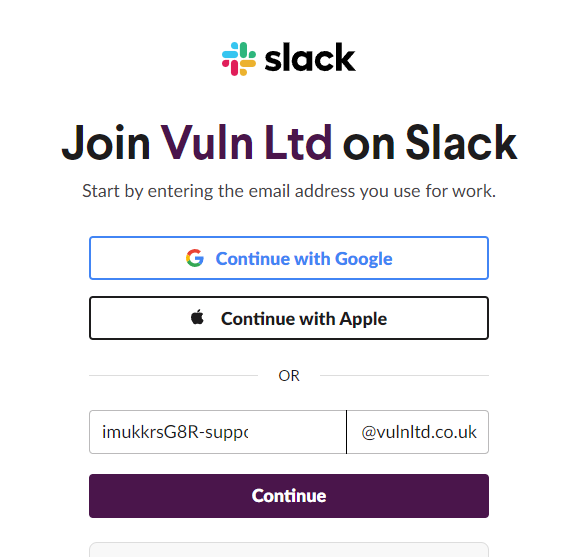 slack
Join Vuln Ltd on Slack
Start by entering the email address you use for work.
Continue with Google
Continue with Apple
OR
imukkrsG8R-suppo @vulnltd.co.uk
Continue